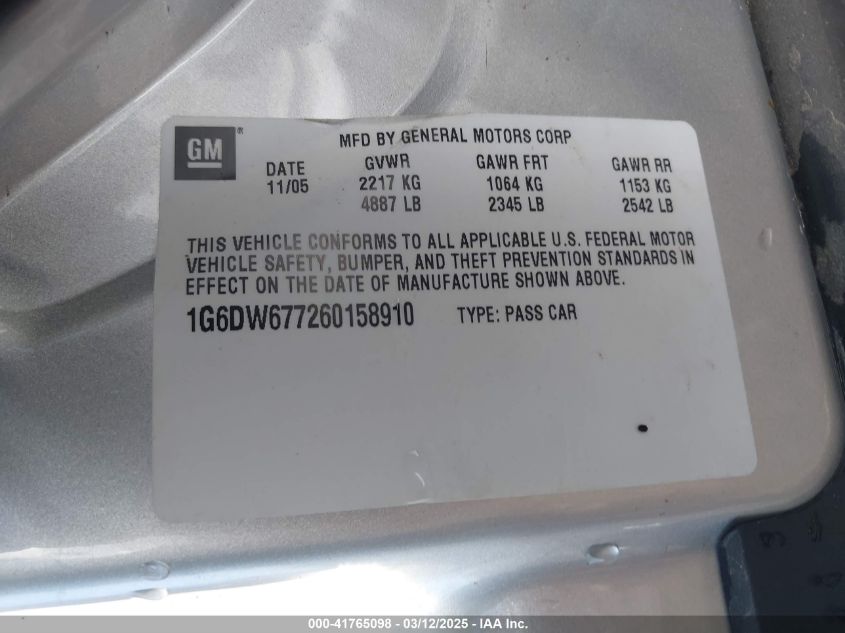 GM®
MFD BY GENERAL MOTORS CORP
DATE GVWR GAWR FRT GAWR RR
11/05 2217 KG 1064 KG 1153 KG
4887 LB 2345 LB 2542 LB
THIS VEHICLE CONFORMS TO ALL APPLICABLE U.S. FEDERAL MOTOR
VEHICLE SAFETY, BUMPER, AND THEFT PREVENTION STANDARDS IN
EFFECT ON THE DATE OF MANUFACTURE SHOWN ABOVE.
1G6DW677260158910 TYPE: PASS CAR
000-41765098 - 03/12/2025 - IAA Inc.